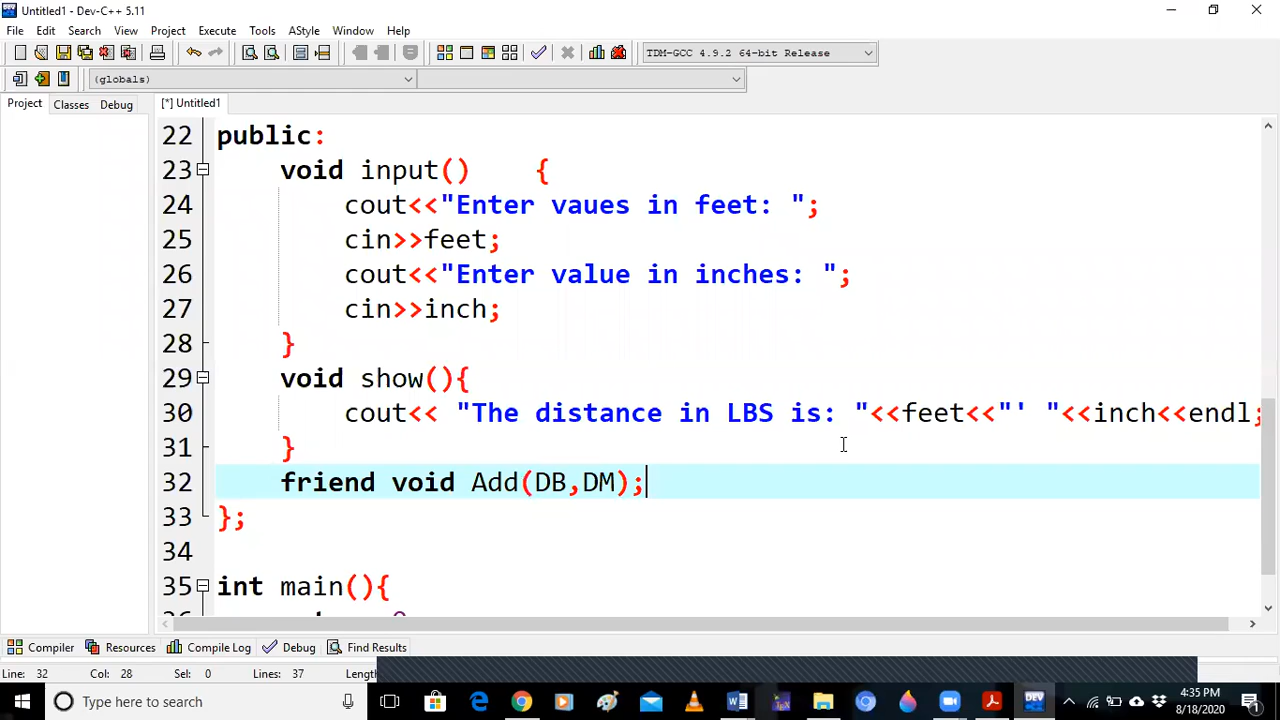 Untitled1 - Dev-C++ 5.11
File Edit Search View Project Execute Tools AStyle Window Help
TDM-GCC 4.9.2 64-bit Release
(globals)
Project Classes Debug [*] Untitled1
22 public:
23 void input() {
24 cout<<"Enter vaues in feet: ";
25 cin>>feet;
26 cout<<"Enter value in inches: ";
27 cin>>inch;
28 }
29 void show(){
30 cout<< "The distance in LBS is: "<<feet<<"' "<<inch<<endl;
31 }
32 friend void Add(DB,DM);
33 };
34
35 int main(){
Compiler Resources Compile Log Debug Find Results
Line: 32 Col: 28 Sel: 0 Lines: 37 Length
Type here to search
DEV
4:35 PM
8/18/2020
1